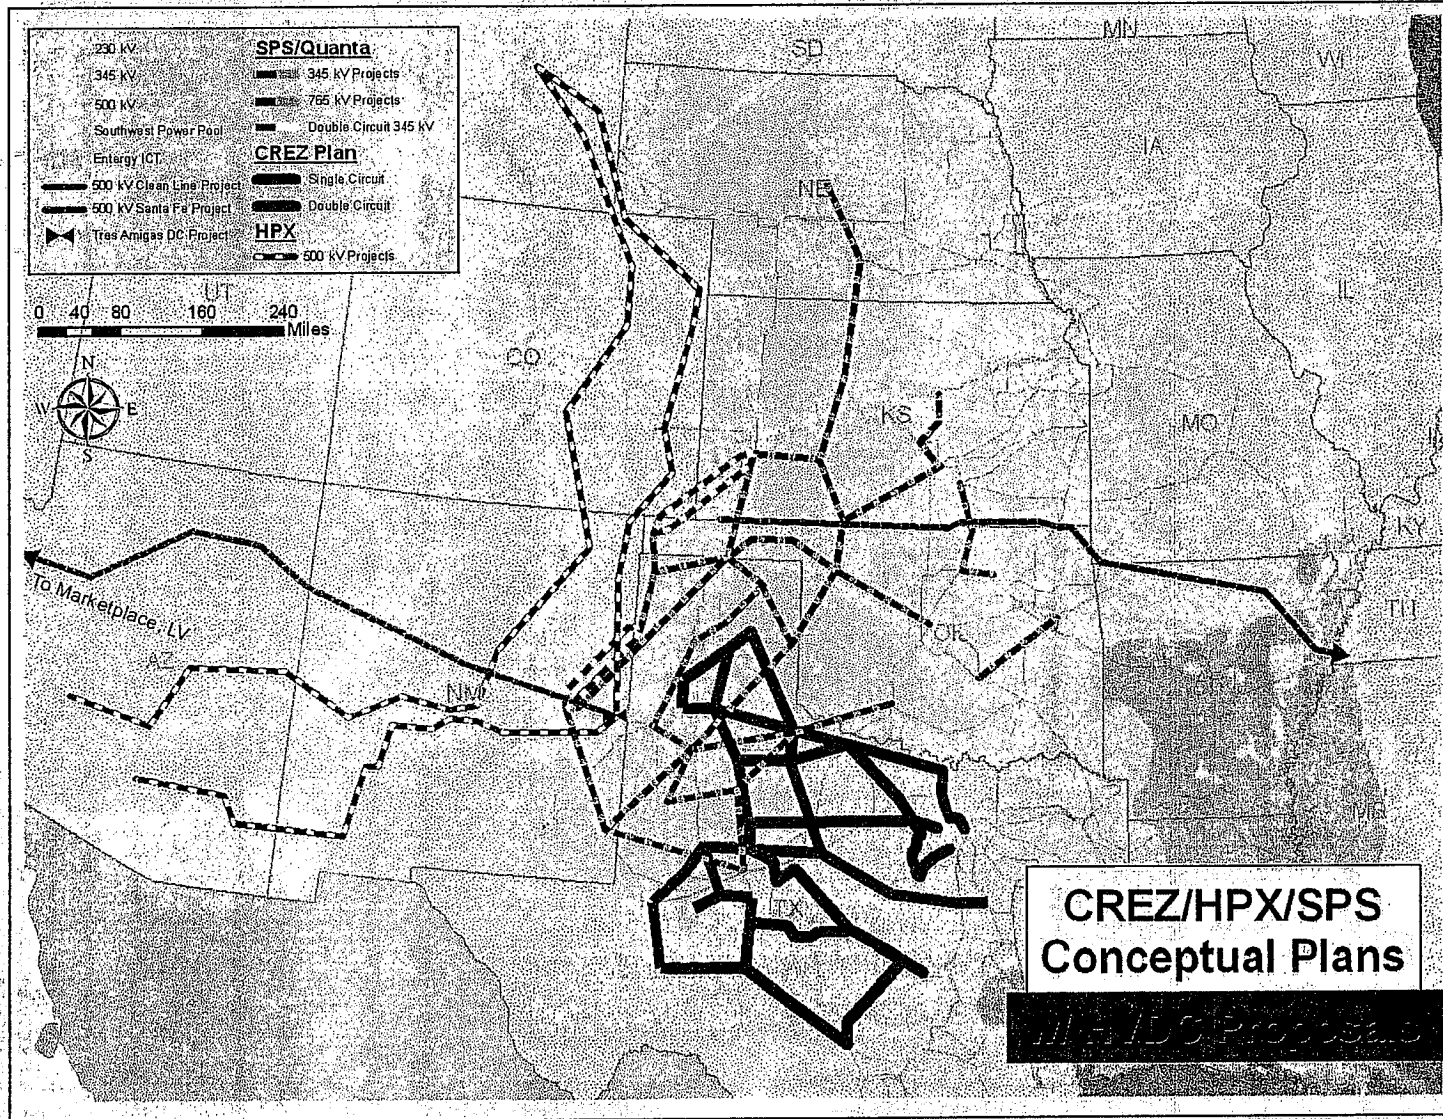 230 kV
345 kV
500 kV
Southwest Power Pool
Entergy ICT
500 kV Clean Line Project
500 kV Santa Fe Project
Tres Amigas DC Project
SPS/Quanta
345 kV Projects
765 kV Projects
Double Circuit 345 kV
CREZ Plan
Single Circuit
Double Circuit
HPX
500 kV Projects
0 40 80 160 240
Miles
N
W E
S
SD
MN
WI
IA
NE
UT
IL
CO
KS
MO
KY
To Marketplace, LV
AZ
NM
OK
TX
CREZ/HPX/SPS
Conceptual Plans
HVDC Proposals